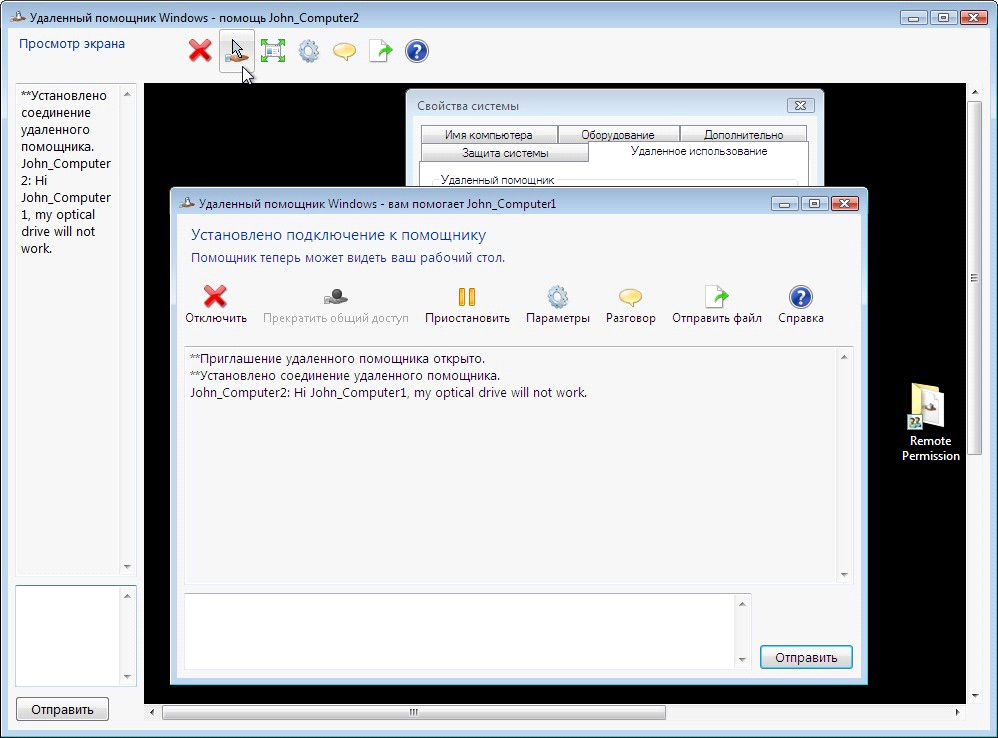 Удаленный помощник Windows - помощь John_Computer2
Просмотр экрана
**Установлено
соединение
удаленного
помощника.
John_Computer
2: Hi
John_Computer
1, my optical
drive will not
work.
Отправить
Свойства системы
Имя компьютера
Оборудование
Дополнительно
Защита системы
Удаленное использование
Удаленный помощник
Удаленный помощник Windows - вам помогает John_Computer1
Установлено подключение к помощнику
Помощник теперь может видеть ваш рабочий стол.
Отключить
Прекратить общий доступ
Приостановить
Параметры
Разговор
Отправить файл
Справка
**Приглашение удаленного помощника открыто.
**Установлено соединение удаленного помощника.
John_Computer2: Hi John_Computer1, my optical drive will not work.
Отправить
Remote
Permission